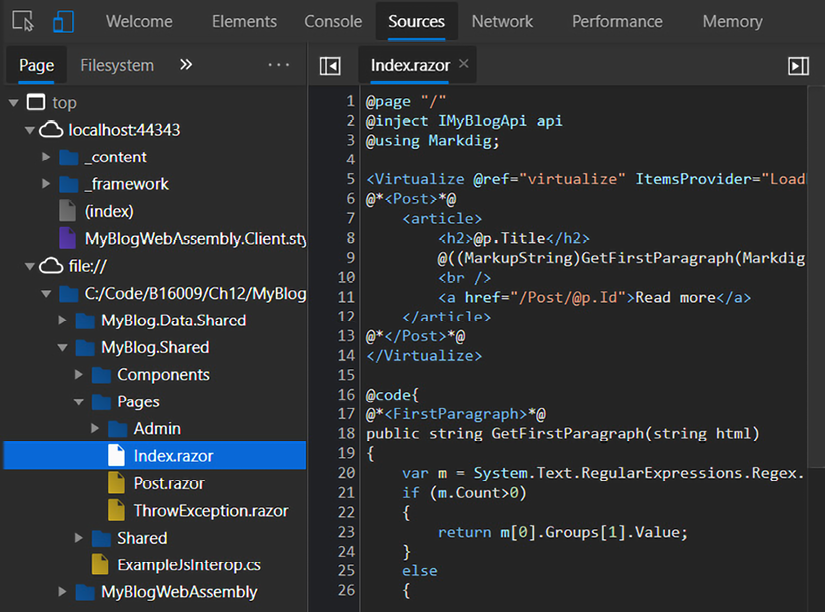 Welcome Elements Console Sources Network Performance Memory
Page Filesystem » ··· Index.razor ×
top
localhost:44343
_content
_framework
(index)
MyBlogWebAssembly.Client.sty
file://
C:/Code/B16009/Ch12/MyBlog
MyBlog.Data.Shared
MyBlog.Shared
Components
Pages
Admin
Index.razor
Post.razor
ThrowException.razor
Shared
ExampleJsInterop.cs
MyBlogWebAssembly
1 @page "/"
2 @inject IMyBlogApi api
3 @using Markdig;
4
5 <Virtualize @ref="virtualize" ItemsProvider="Load
6 @*<Post>*@
7 <article>
8 <h2>@p.Title</h2>
9 @((MarkupString)GetFirstParagraph(Markdig
10 <br />
11 <a href="/Post/@p.Id">Read more</a>
12 </article>
13 @*</Post>*@
14 </Virtualize>
15
16 @code{
17 @*<FirstParagraph>*@
18 public string GetFirstParagraph(string html)
19 {
20 var m = System.Text.RegularExpressions.Regex.
21 if (m.Count>0)
22 {
23 return m[0].Groups[1].Value;
24 }
25 else
26 {